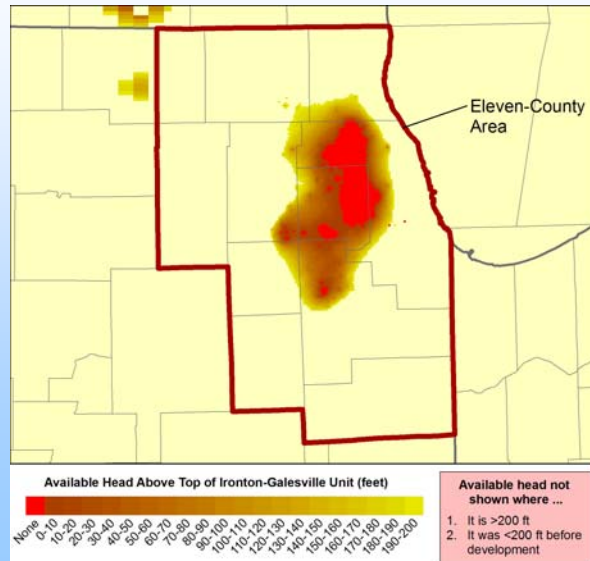 Eleven-County
Area
Available Head Above Top of Ironton-Galesville Unit (feet)
None
0-10
10-20
20-30
30-40
40-50
50-60
60-70
70-80
80-90
90-100
100-110
110-120
120-130
130-140
140-150
150-160
160-170
170-180
180-190
190-200
Available head not
shown where ...
1. It is >200 ft
2. It was <200 ft before
development